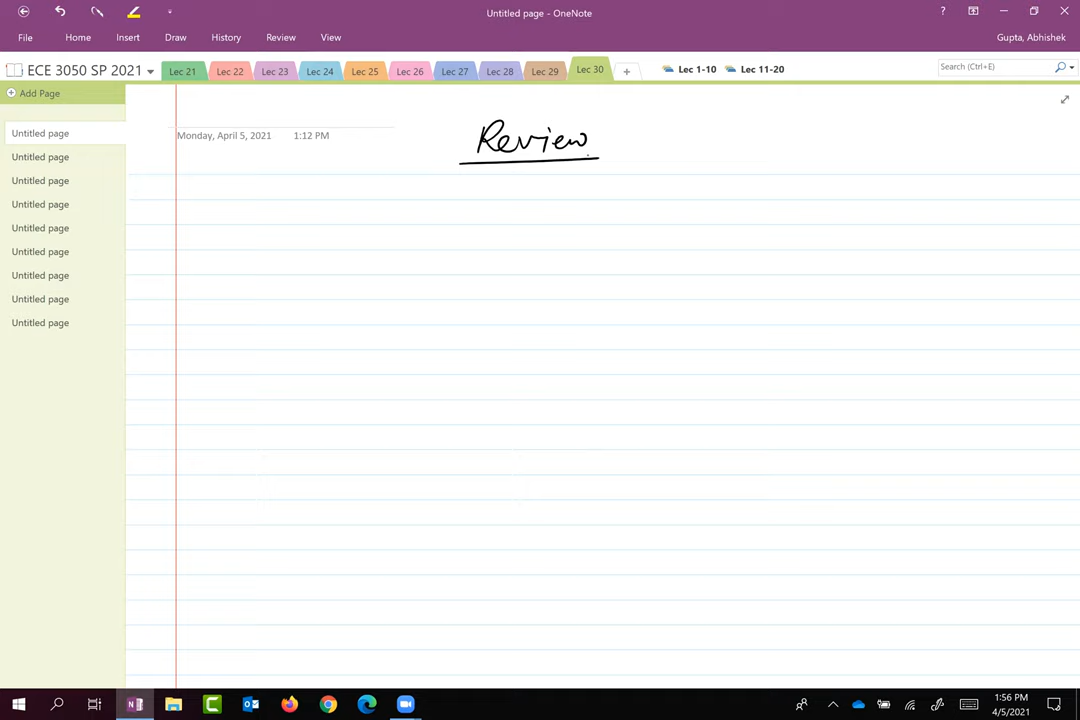 Untitled page - OneNote
?
File Home Insert Draw History Review View
Gupta, Abhishek
ECE 3050 SP 2021
Lec 21 Lec 22 Lec 23 Lec 24 Lec 25 Lec 26 Lec 27 Lec 28 Lec 29 Lec 30 +
Lec 1-10 Lec 11-20
Search (Ctrl+E)
Add Page
Untitled page
Untitled page
Untitled page
Untitled page
Untitled page
Untitled page
Untitled page
Untitled page
Untitled page
Monday, April 5, 2021 1:12 PM
Review
1:56 PM
4/5/2021